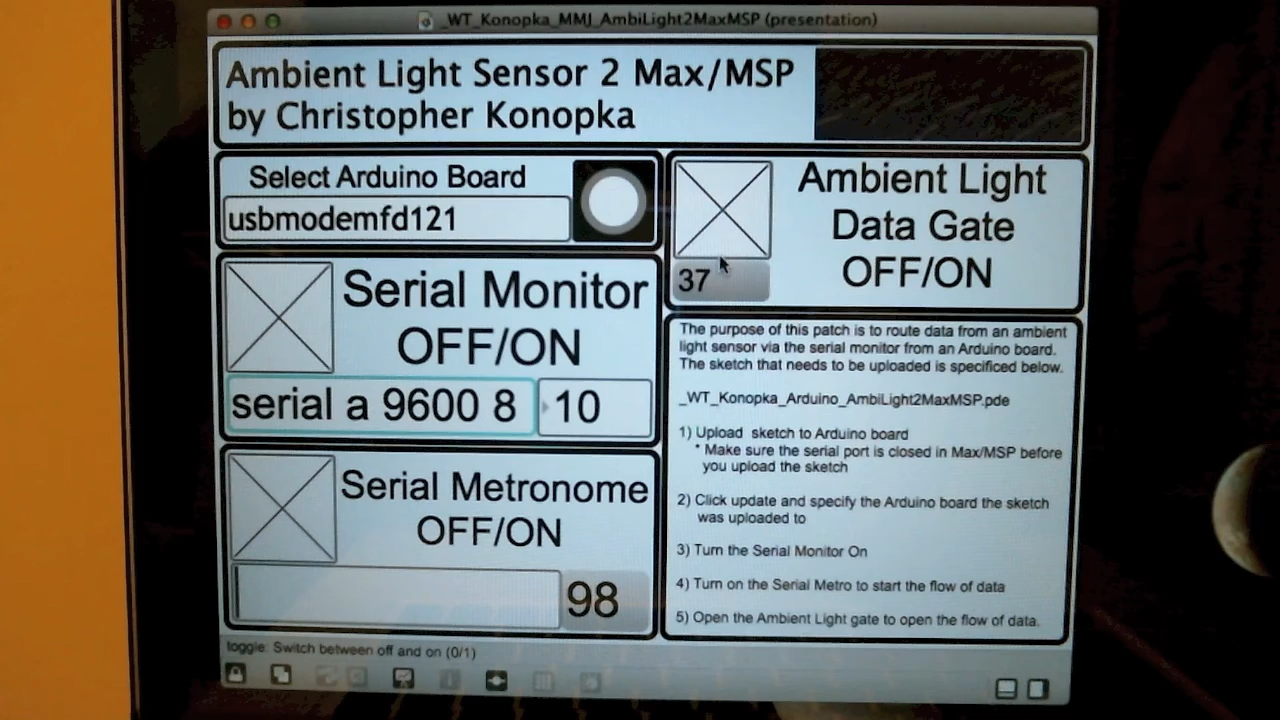 _WT_Konopka_MMJ_AmbiLight2MaxMSP (presentation)
Ambient Light Sensor 2 Max/MSP
by Christopher Konopka
Select Arduino Board
usbmodemfd121
Serial Monitor
OFF/ON
serial a 9600 8
10
Serial Metronome
OFF/ON
98
Ambient Light
Data Gate
OFF/ON
37
The purpose of this patch is to route data from an ambient
light sensor via the serial monitor from an Arduino board.
The sketch that needs to be uploaded is specificed below.
_WT_Konopka_Arduino_AmbiLight2MaxMSP.pde
1) Upload sketch to Arduino board
* Make sure the serial port is closed in Max/MSP before
you upload the sketch
2) Click update and specify the Arduino board the sketch
was uploaded to
3) Turn the Serial Monitor On
4) Turn on the Serial Metro to start the flow of data
5) Open the Ambient Light gate to open the flow of data.
toggle: Switch between off and on (0/1)